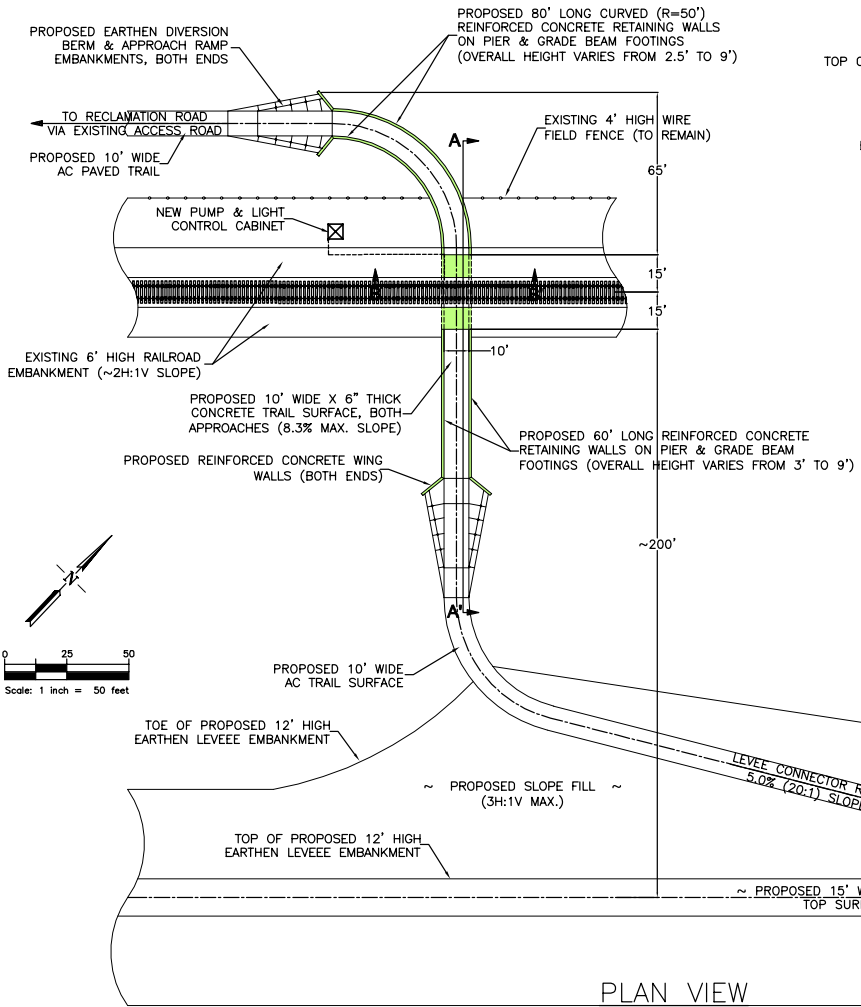 PROPOSED 80' LONG CURVED (R=50')
REINFORCED CONCRETE RETAINING WALLS
ON PIER & GRADE BEAM FOOTINGS
(OVERALL HEIGHT VARIES FROM 2.5' TO 9')
PROPOSED EARTHEN DIVERSION
BERM & APPROACH RAMP
EMBANKMENTS, BOTH ENDS
TOP O
TO RECLAMATION ROAD
VIA EXISTING ACCESS ROAD
A
EXISTING 4' HIGH WIRE
FIELD FENCE (TO REMAIN)
PROPOSED 10' WIDE
AC PAVED TRAIL
65'
NEW PUMP & LIGHT
CONTROL CABINET
15'
B
B'
15'
10'
EXISTING 6' HIGH RAILROAD
EMBANKMENT (~2H:1V SLOPE)
PROPOSED 10' WIDE X 6" THICK
CONCRETE TRAIL SURFACE, BOTH
APPROACHES (8.3% MAX. SLOPE)
PROPOSED 60' LONG REINFORCED CONCRETE
RETAINING WALLS ON PIER & GRADE BEAM
FOOTINGS (OVERALL HEIGHT VARIES FROM 3' TO 9')
PROPOSED REINFORCED CONCRETE WING
WALLS (BOTH ENDS)
~200'
N
A'
0 25 50
Scale: 1 inch = 50 feet
PROPOSED 10' WIDE
AC TRAIL SURFACE
TOE OF PROPOSED 12' HIGH
EARTHEN LEVEEE EMBANKMENT
LEVEE CONNECTOR R
5.0% (20:1) SLOPE
~ PROPOSED SLOPE FILL ~
(3H:1V MAX.)
TOP OF PROPOSED 12' HIGH
EARTHEN LEVEEE EMBANKMENT
~ PROPOSED 15' W
TOP SUR
PLAN VIEW